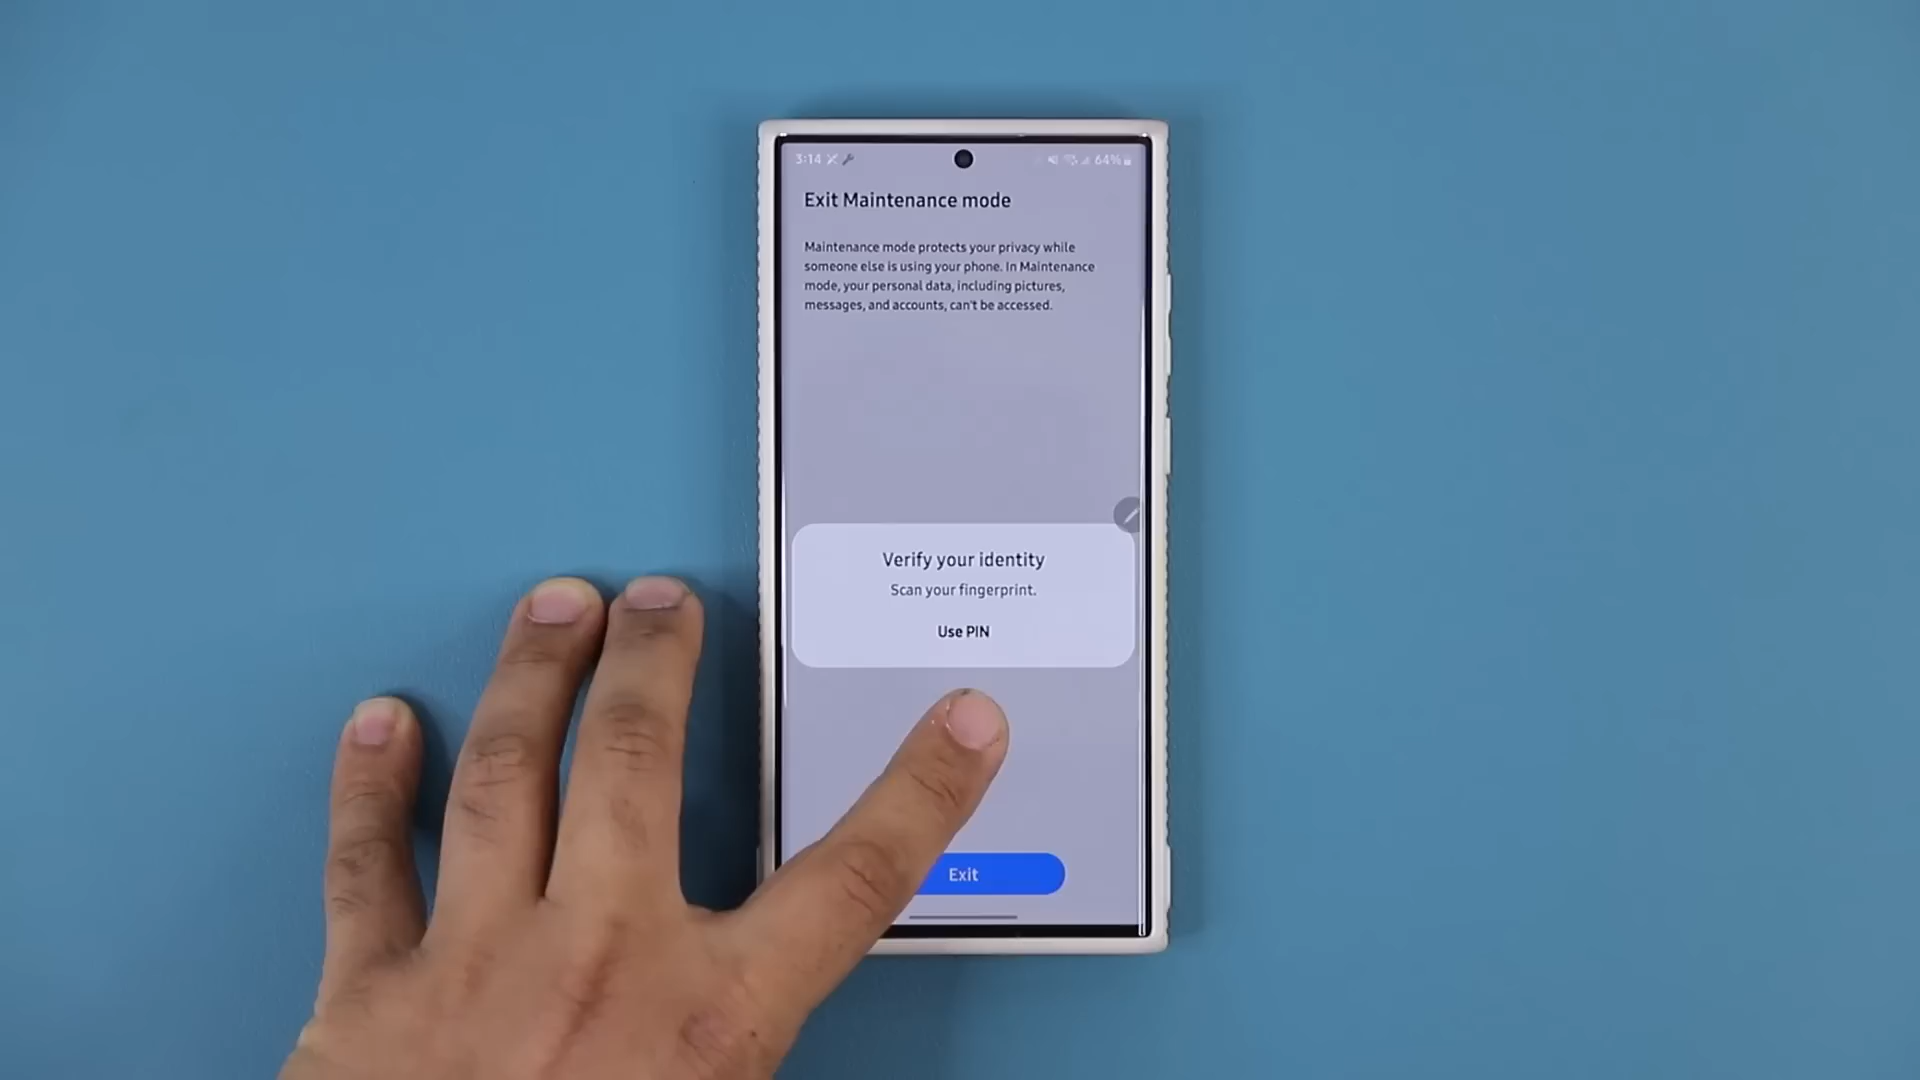 3:14 64%
Exit Maintenance mode
Maintenance mode protects your privacy while
someone else is using your phone. In Maintenance
mode, your personal data, including pictures,
messages, and accounts, can't be accessed.
Verify your identity
Scan your fingerprint.
Use PIN
Exit